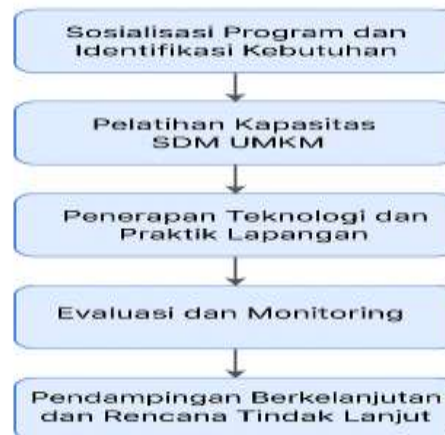 Sosialisasi Program dan
Identifikasi Kebutuhan
Pelatihan Kapasitas
SDM UMKM
Penerapan Teknologi dan
Praktik Lapangan
Evaluasi dan Monitoring
Pendampingan Berkelanjutan
dan Rencana Tindak Lanjut